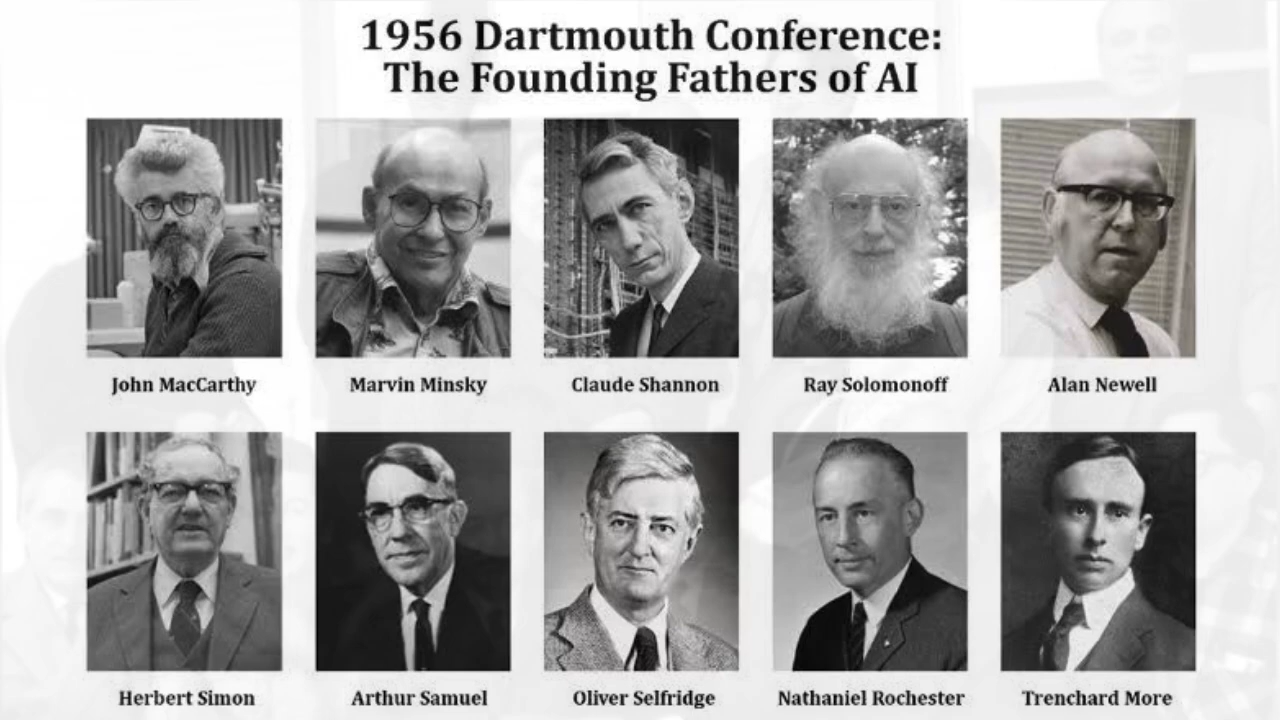 1956 Dartmouth Conference:
The Founding Fathers of AI
John MacCarthy
Marvin Minsky
Claude Shannon
Ray Solomonoff
Alan Newell
Herbert Simon
Arthur Samuel
Oliver Selfridge
Nathaniel Rochester
Trenchard More